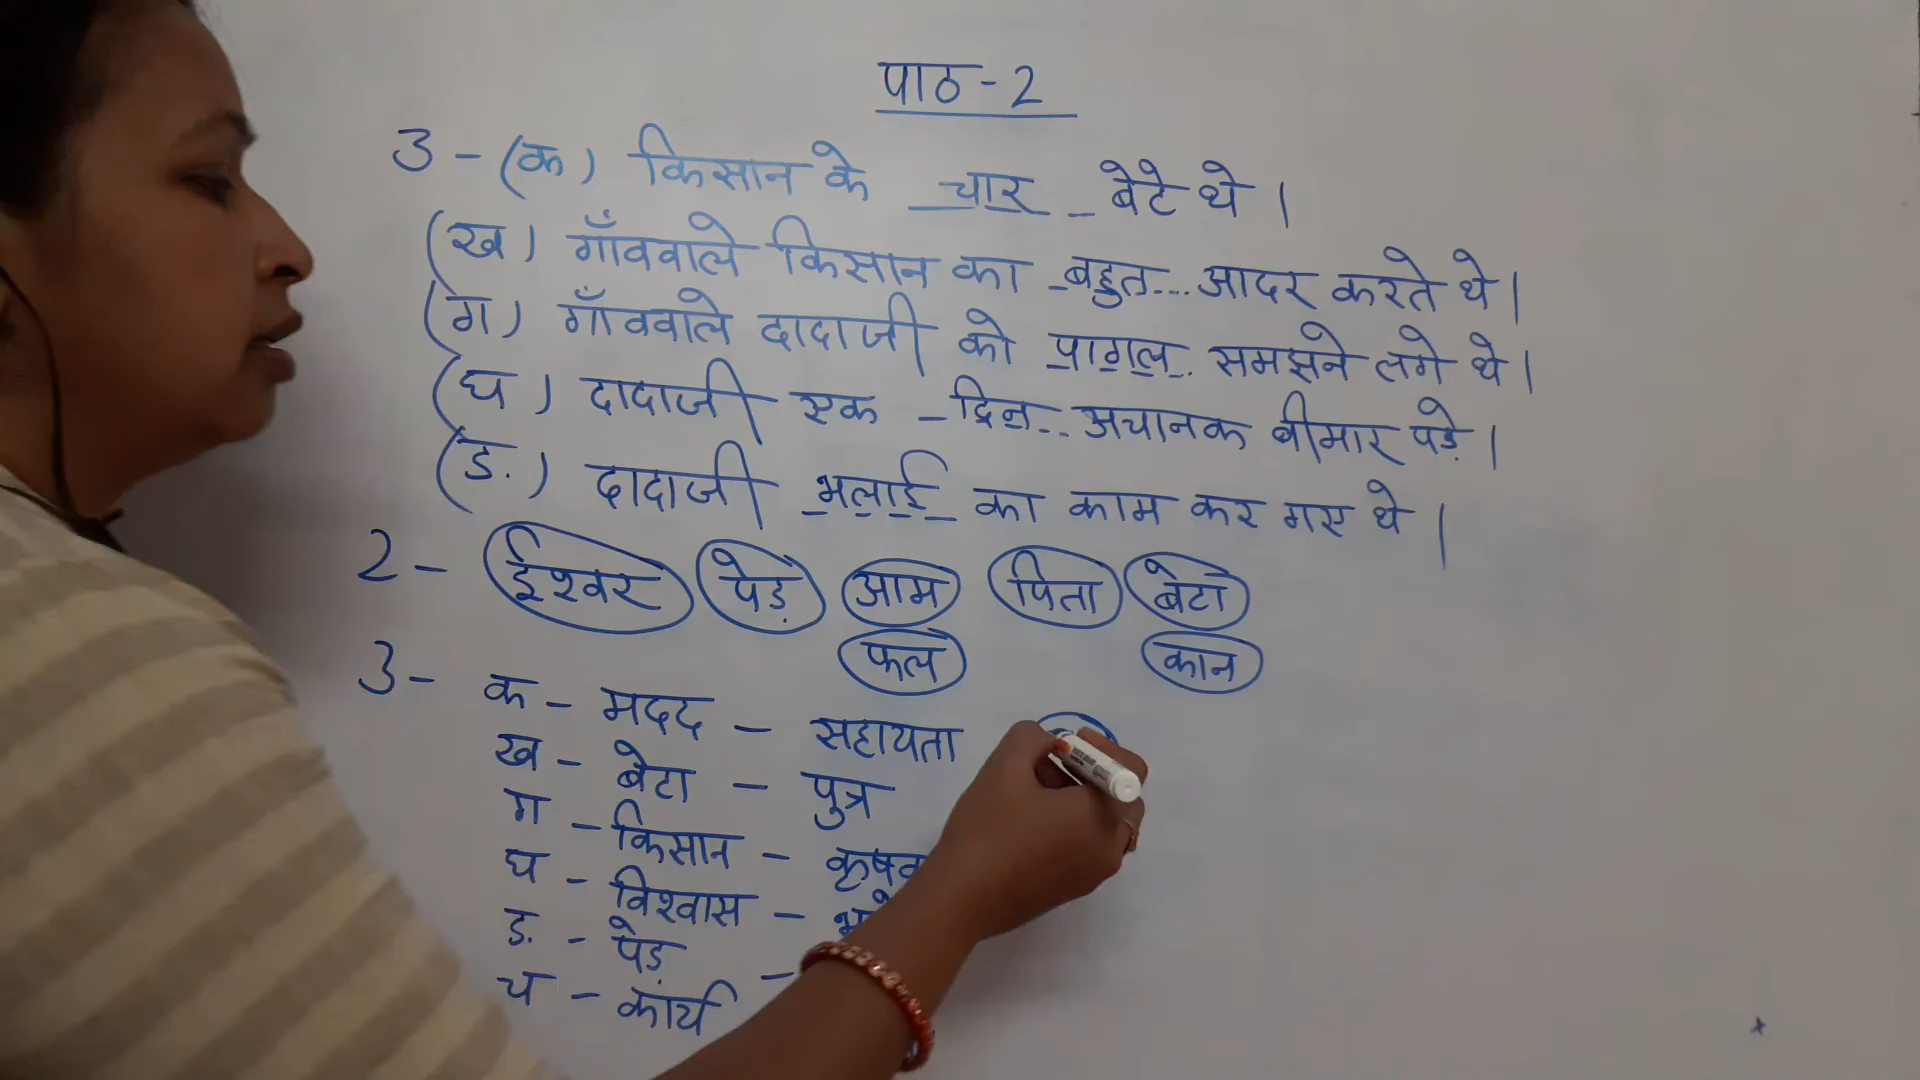 पाठ - 2
3 - (क) किसान के चार बेटे थे।
(ख) गाँववाले किसान का बहुत आदर करते थे।
(ग) गाँववाले दादाजी को पागल समझने लगे थे।
(घ) दादाजी एक दिन अचानक बीमार पड़े।
(ङ) दादाजी भलाई का काम कर गए थे।
2 - ईश्वर पेड़ आम पिता बेटा
फल कान
3 - क - मदद - सहायता
ख - बेटा - पुत्र
ग - किसान -
घ - विश्वास -
ङ - पेड़ -
च - कार्य